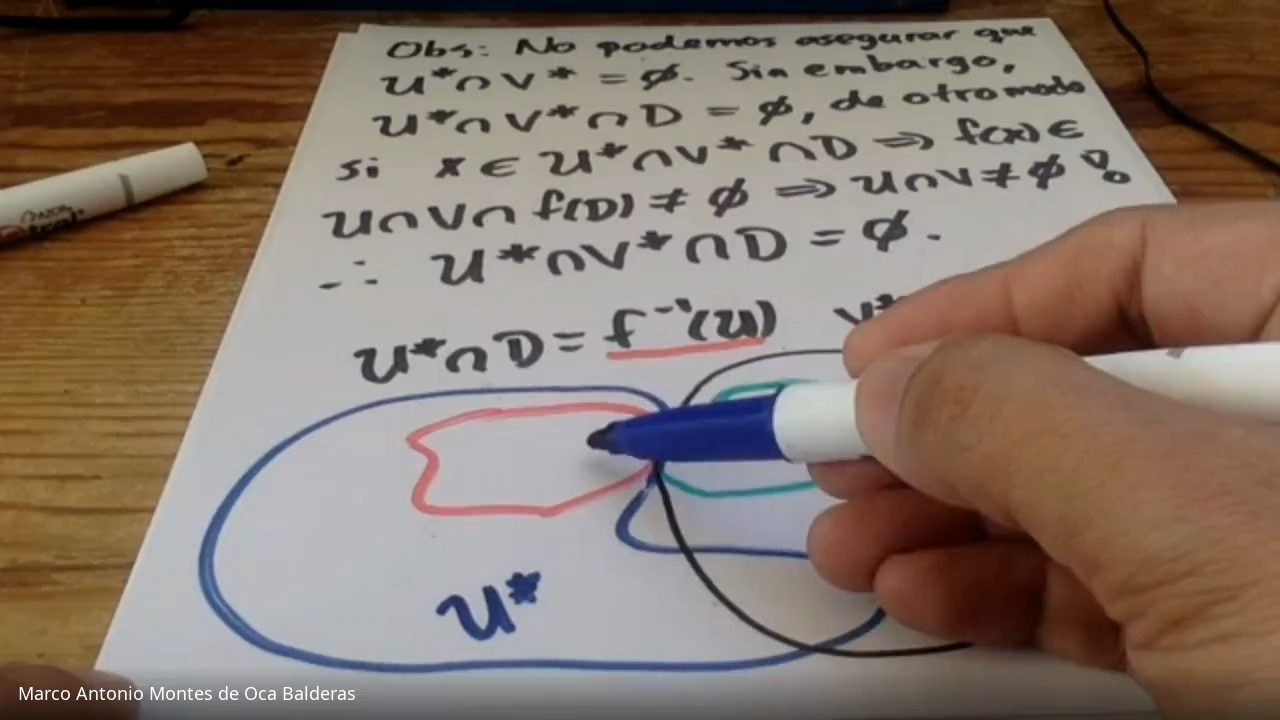 Obs: No podemos asegurar que
U*∩V* = ∅. Sin embargo,
U*∩V*∩D = ∅, de otro modo
si x ∈ U*∩V*∩D ⇒ f(x) ∈
U∩V∩f(D) ≠ ∅ ⇒ U∩V ≠ ∅ !
∴ U*∩V*∩D = ∅.
U*∩D = f⁻¹(U) V*
U*
Marco Antonio Montes de Oca Balderas